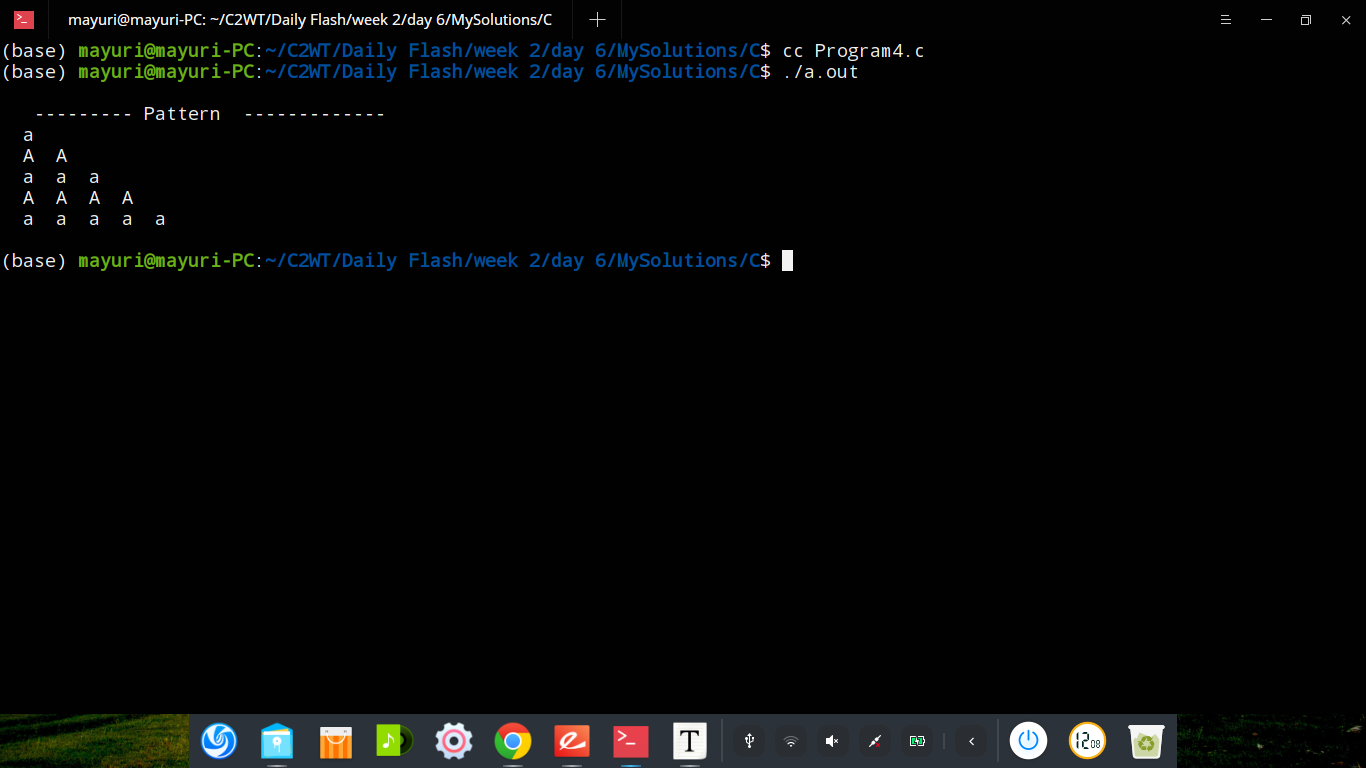 mayuri@mayuri-PC: ~/C2WT/Daily Flash/week 2/day 6/MySolutions/C
(base) mayuri@mayuri-PC:~/C2WT/Daily Flash/week 2/day 6/MySolutions/C$ cc Program4.c
(base) mayuri@mayuri-PC:~/C2WT/Daily Flash/week 2/day 6/MySolutions/C$ ./a.out
--------- Pattern  -------------
a
A  A
a  a  a
A  A  A  A
a  a  a  a  a
(base) mayuri@mayuri-PC:~/C2WT/Daily Flash/week 2/day 6/MySolutions/C$
T
12 08